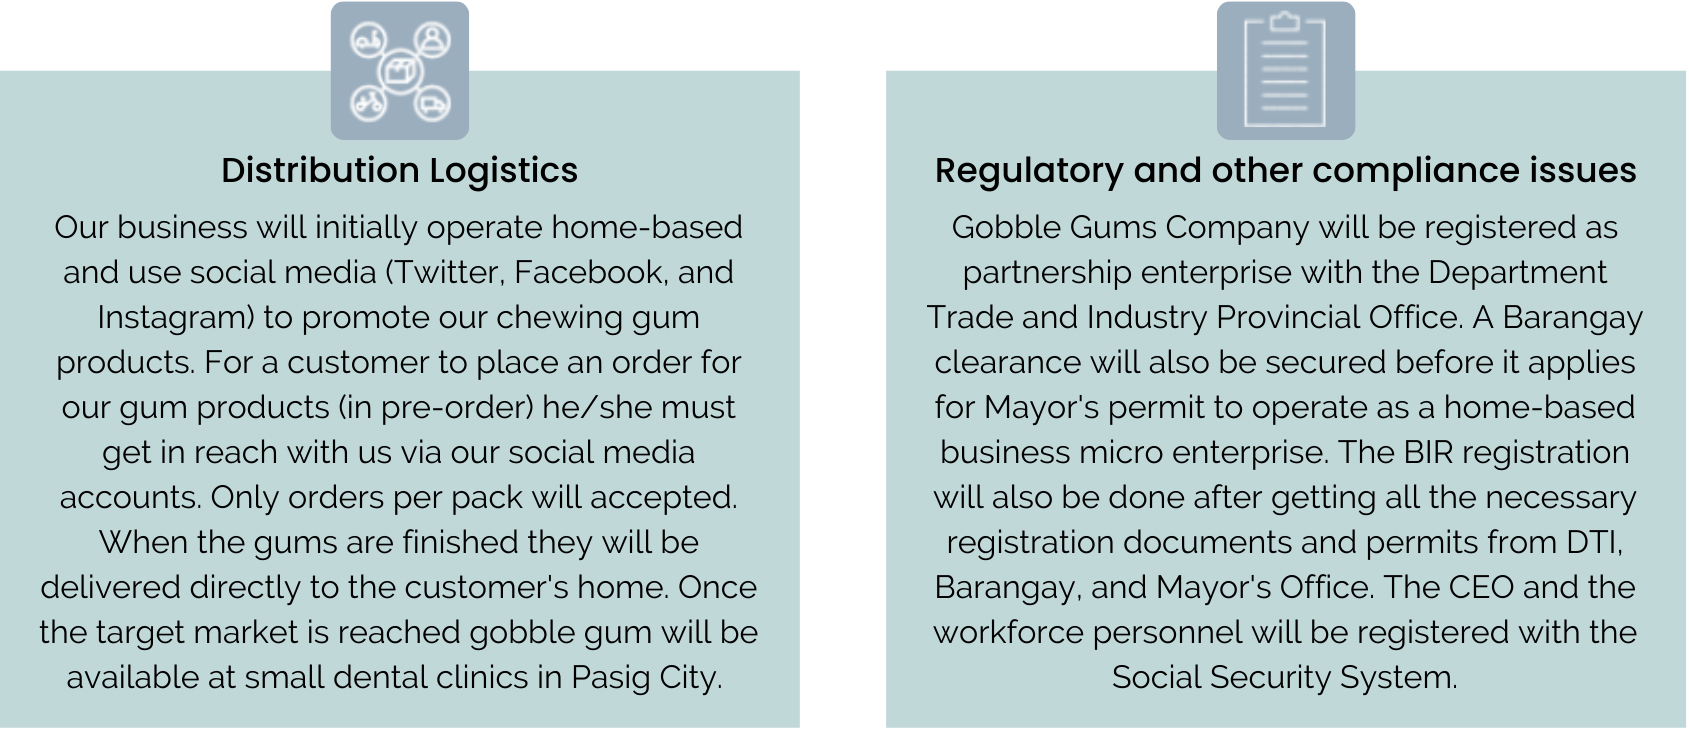 Distribution Logistics
Our business will initially operate home-based
and use social media (Twitter, Facebook, and
Instagram) to promote our chewing gum
products. For a customer to place an order for
our gum products (in pre-order) he/she must
get in reach with us via our social media
accounts. Only orders per pack will accepted.
When the gums are finished they will be
delivered directly to the customer's home. Once
the target market is reached gobble gum will be
available at small dental clinics in Pasig City.
Regulatory and other compliance issues
Gobble Gums Company will be registered as
partnership enterprise with the Department
Trade and Industry Provincial Office. A Barangay
clearance will also be secured before it applies
for Mayor's permit to operate as a home-based
business micro enterprise. The BIR registration
will also be done after getting all the necessary
registration documents and permits from DTI,
Barangay, and Mayor's Office. The CEO and the
workforce personnel will be registered with the
Social Security System.